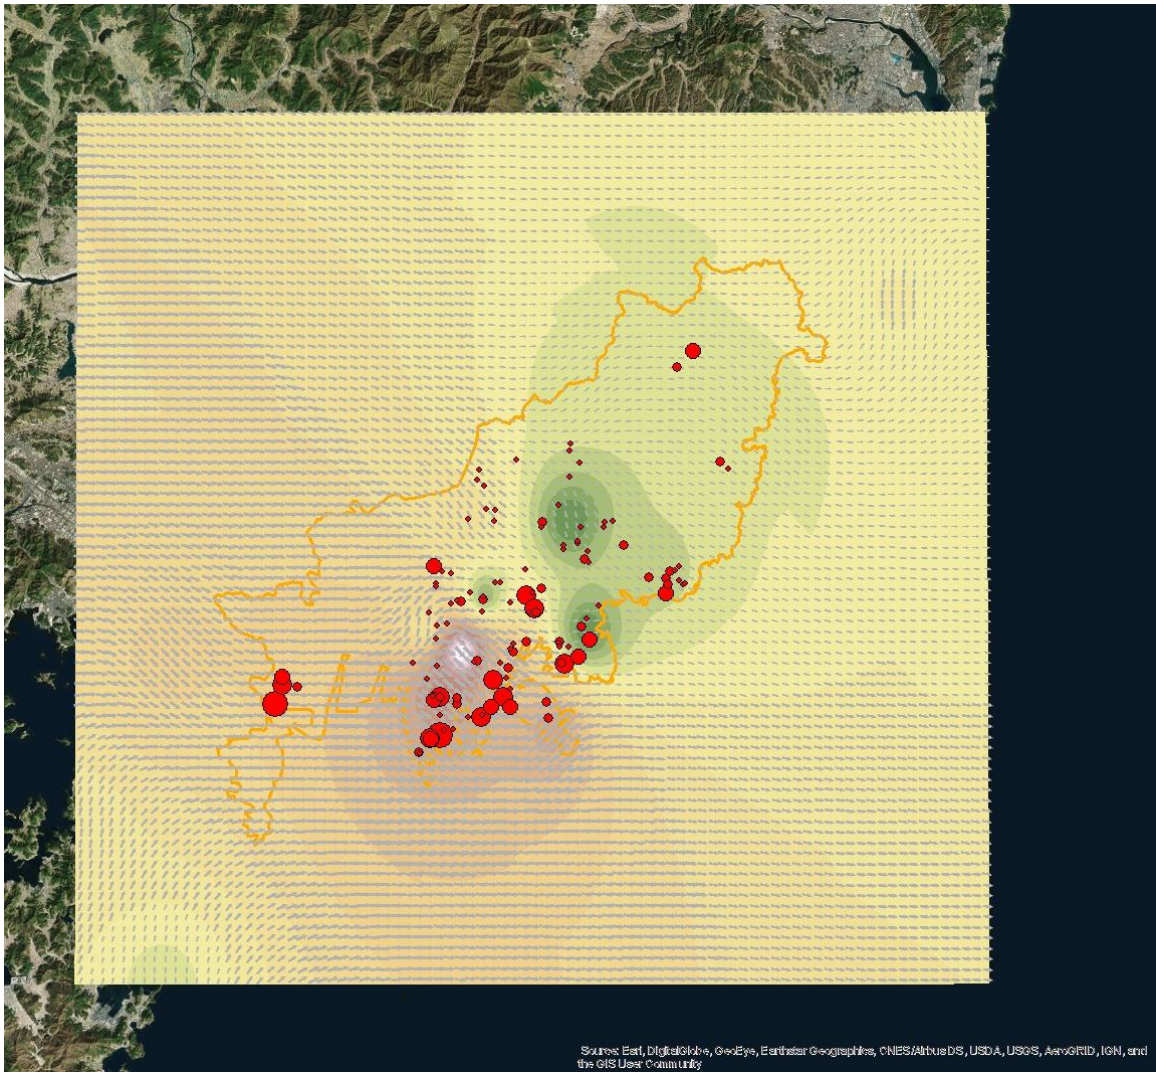 Source: Esri, DigitalGlobe, GeoEye, Earthstar Geographics, CNES/Airbus DS, USDA, USGS, AeroGRID, IGN, and
the GIS User Community